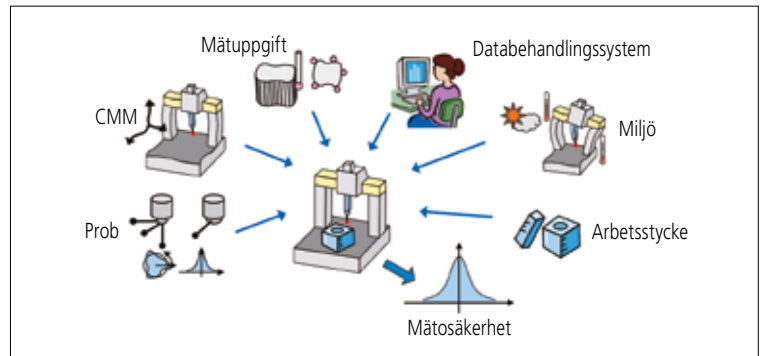 Mätuppgift
Databehandlingssystem
CMM
Miljö
Prob
Arbetsstycke
Mätosäkerhet